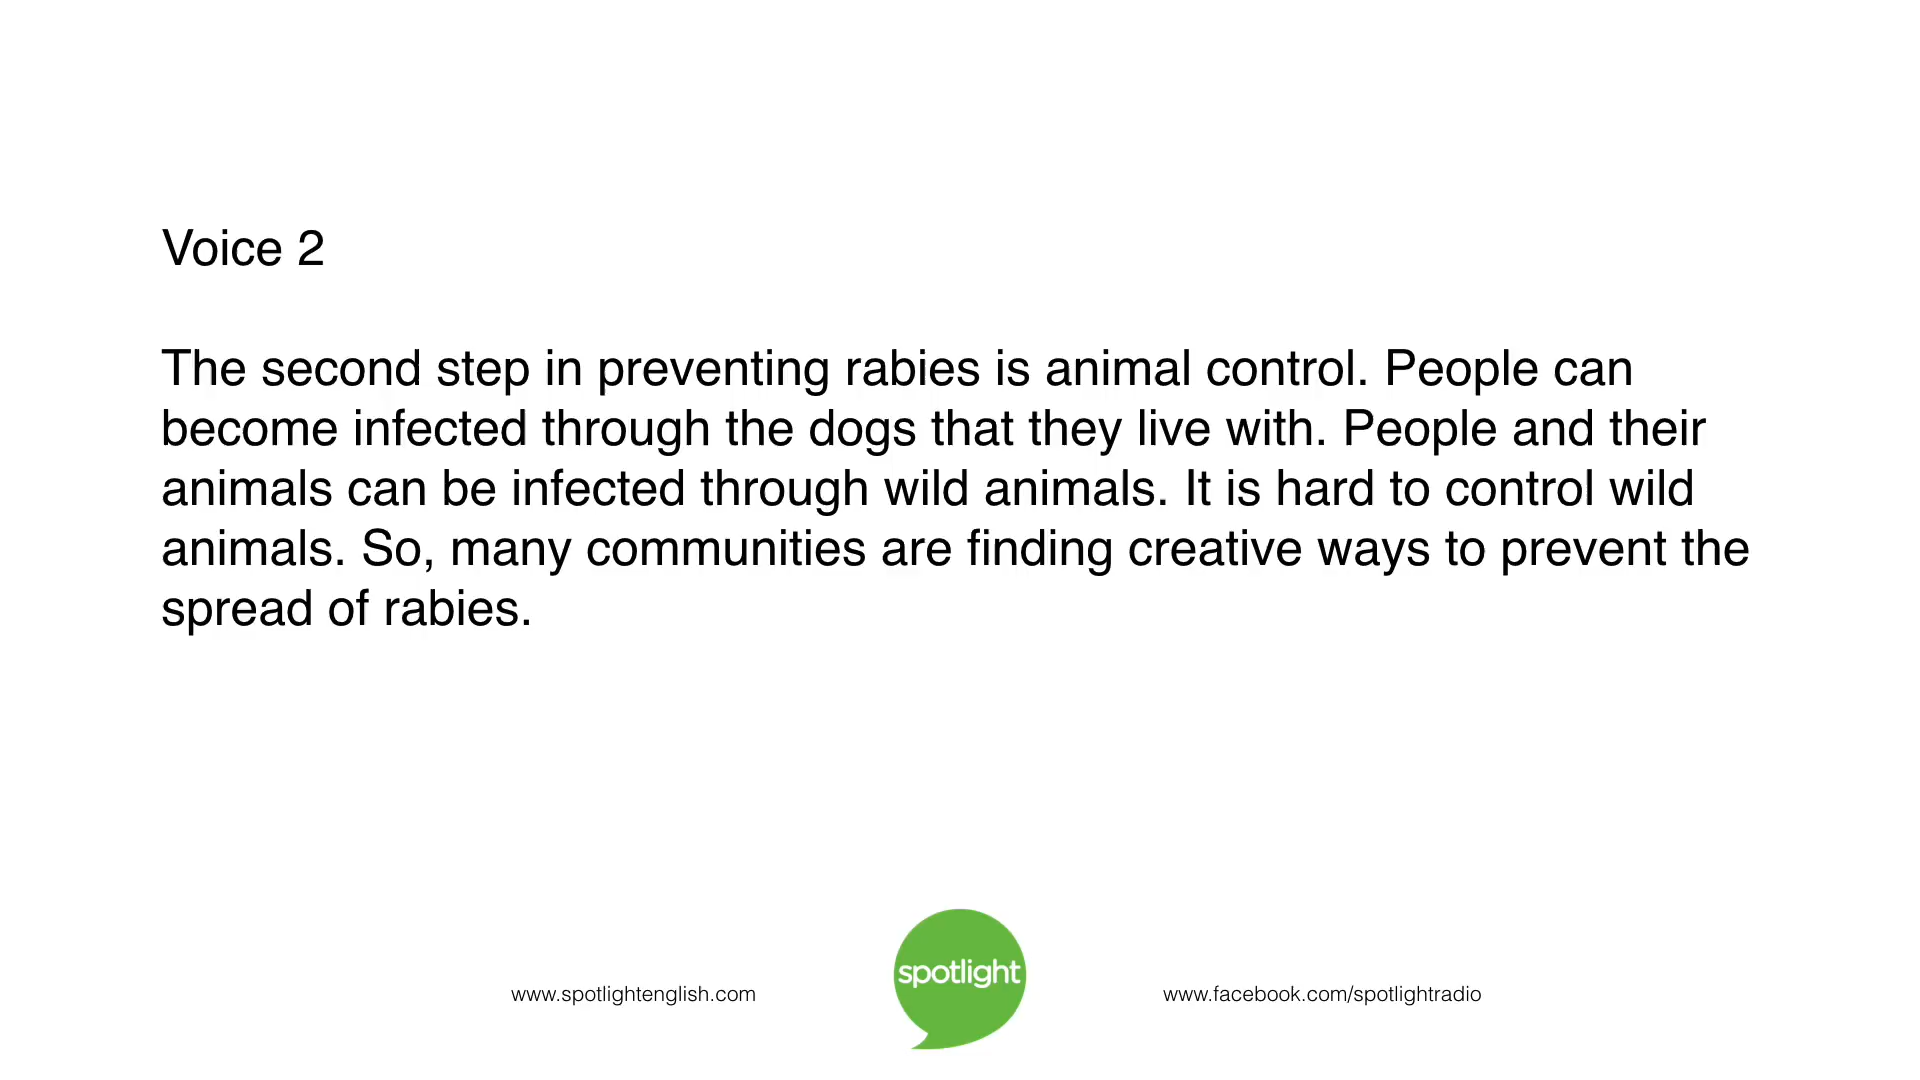 Voice 2
The second step in preventing rabies is animal control. People can
become infected through the dogs that they live with. People and their
animals can be infected through wild animals. It is hard to control wild
animals. So, many communities are finding creative ways to prevent the
spread of rabies.
spotlight
www.spotlightenglish.com
www.facebook.com/spotlightradio